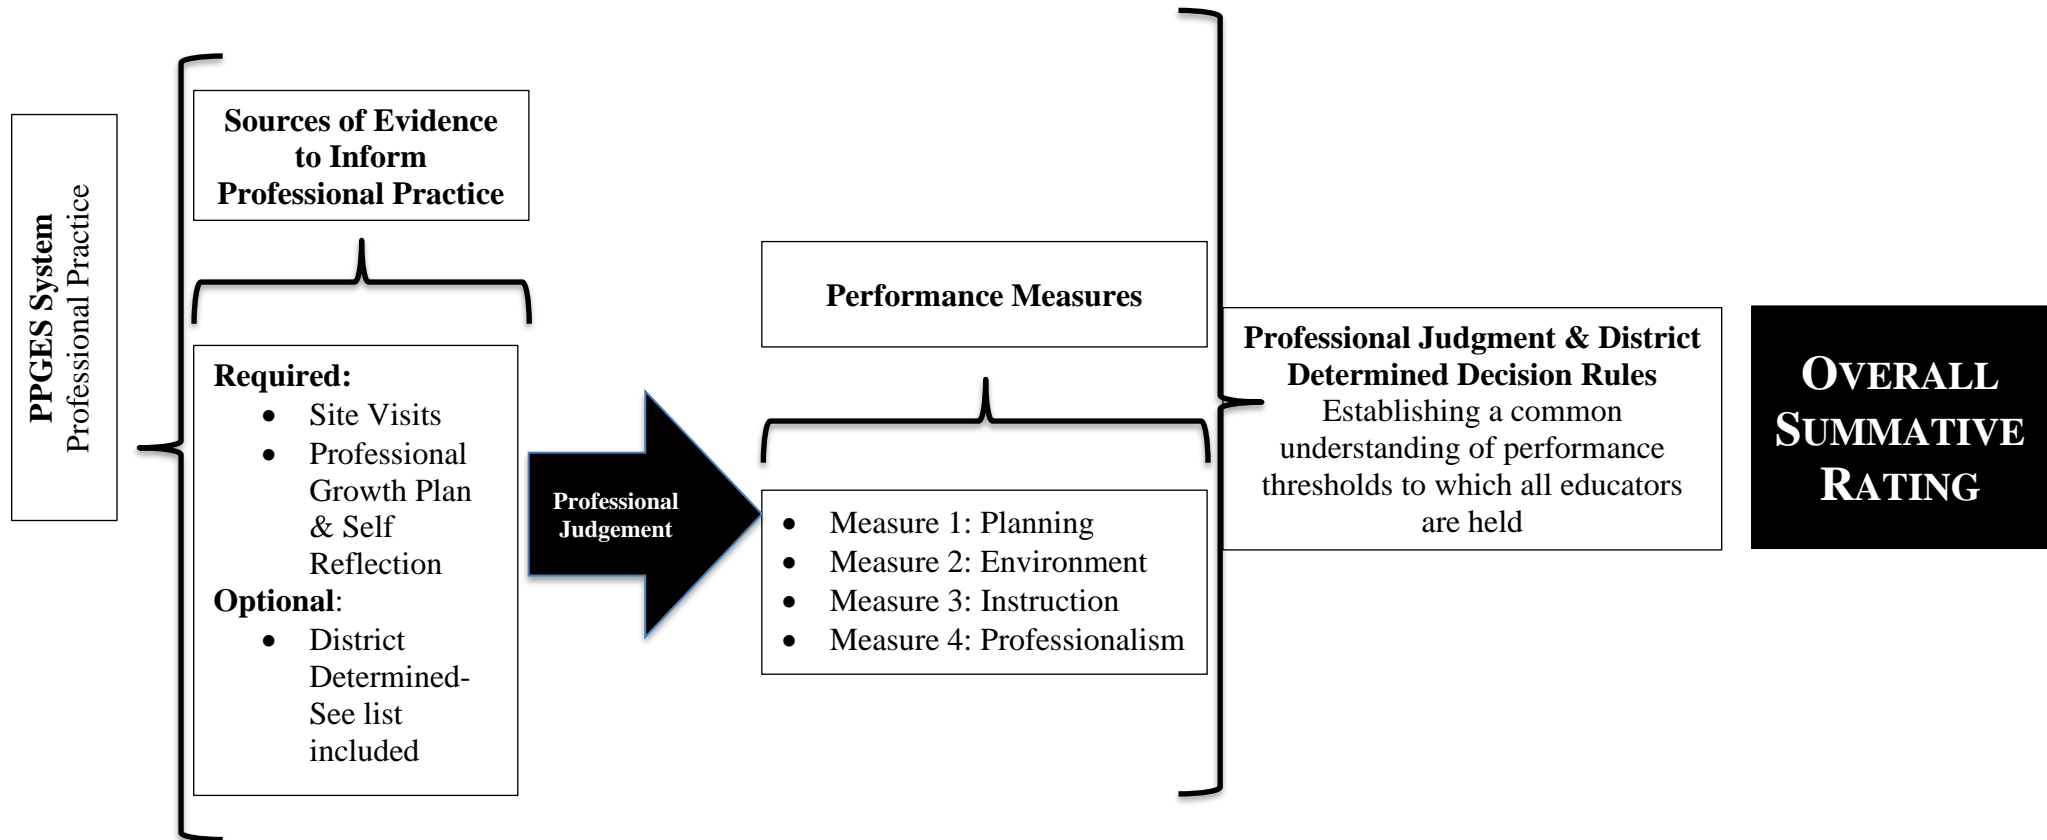 PPGES System
Professional Practice
Sources of Evidence
to Inform
Professional Practice
Required:
• Site Visits
• Professional
Growth Plan
& Self
Reflection
Optional:
• District
Determined-
See list
included
Professional
Judgement
Performance Measures
• Measure 1: Planning
• Measure 2: Environment
• Measure 3: Instruction
• Measure 4: Professionalism
Professional Judgment & District
Determined Decision Rules
Establishing a common
understanding of performance
thresholds to which all educators
are held
OVERALL
SUMMATIVE
RATING